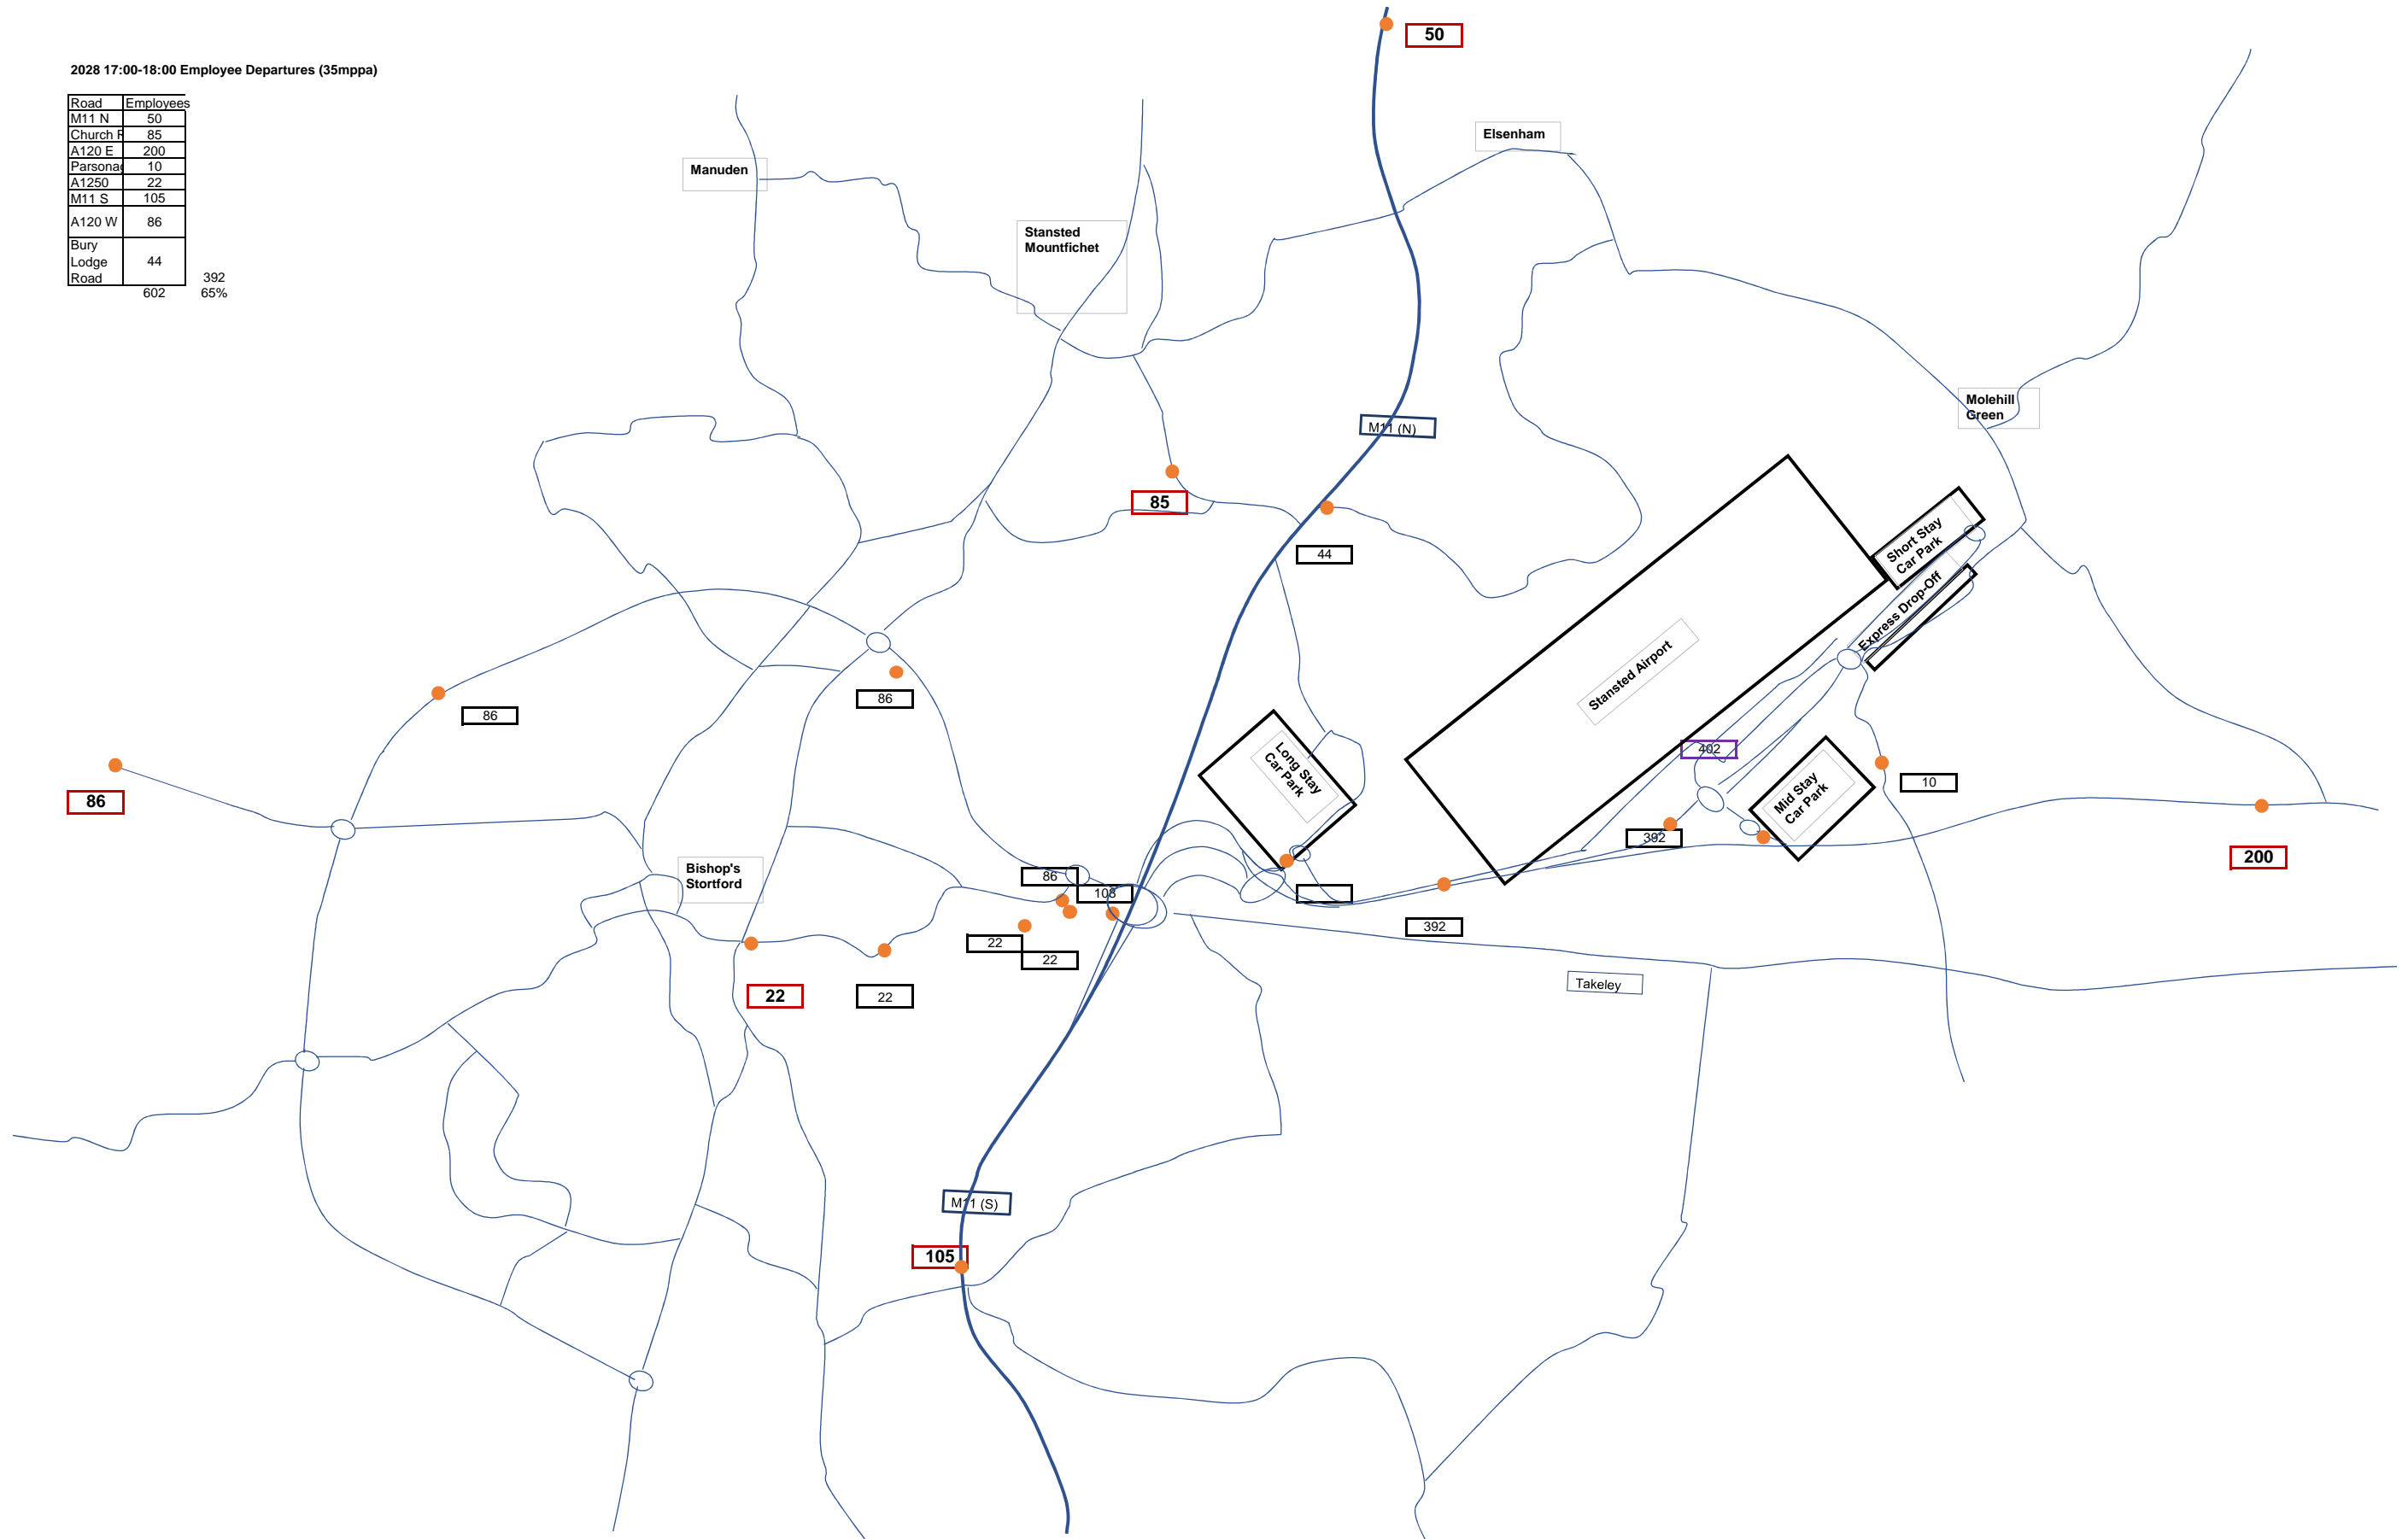 50
2028 17:00-18:00 Employee Departures (35mppa)
Road Employees
M11 N 50
Church R 85
A120 E 200
Parsonag 10
A1250 22
M11 S 105
A120 W 86
Bury
Lodge 44
Road 392
602 65%
Elsenham
Manuden
Stansted
Mountfichet
Molehill
Green
M11 (N)
85
44
Short Stay
Car Park
Express Drop-Off
Stansted Airport
86
86
402
Long Stay
Car Park
Mid Stay
Car Park
10
86
392
200
Bishop's
Stortford
86
108
392
22
22
22
22
Takeley
M11 (S)
105